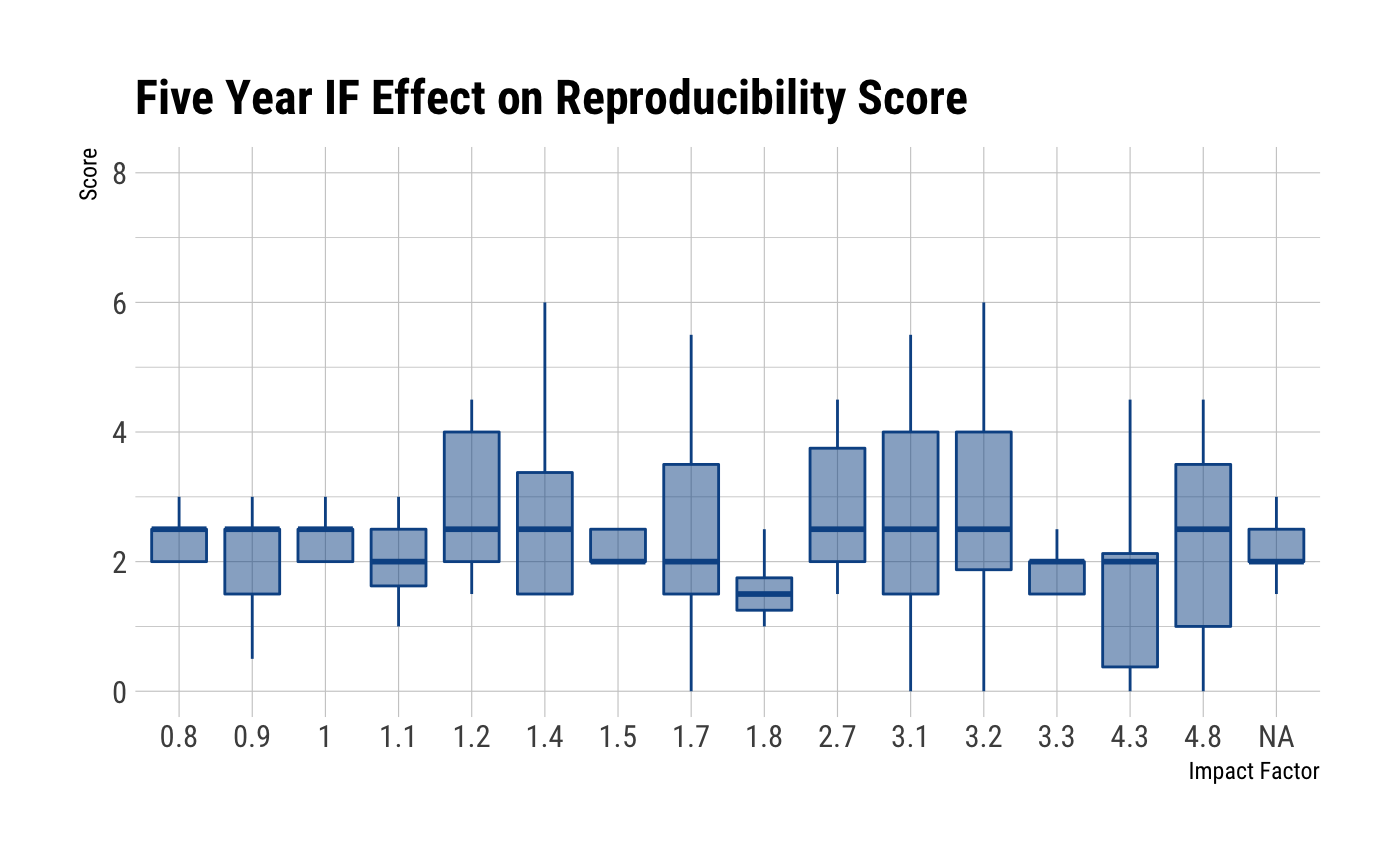 Five Year IF Effect on Reproducibility Score
Score
8
6
4
2
0
0.8 0.9 1 1.1 1.2 1.4 1.5 1.7 1.8 2.7 3.1 3.2 3.3 4.3 4.8 NA
Impact Factor